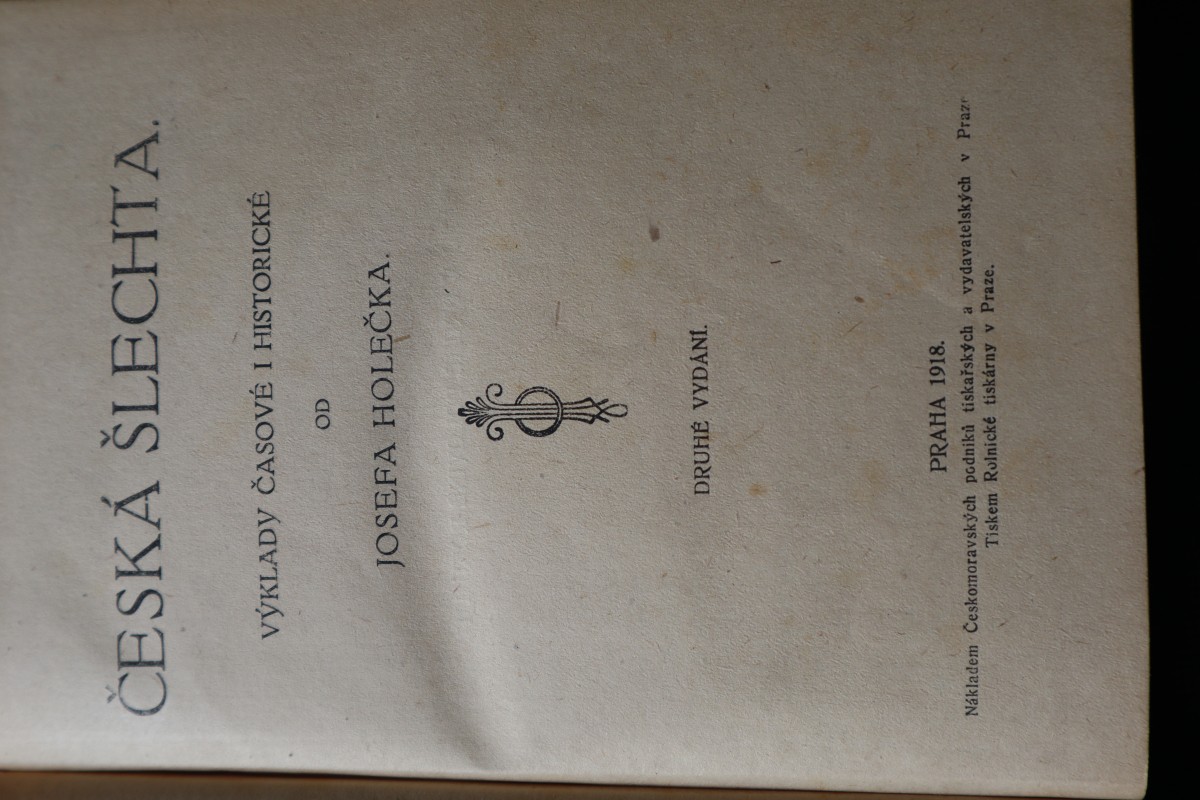 ČESKÁ ŠLECHTA.
VÝKLADY ČASOVÉ I HISTORICKÉ
OD
JOSEFA HOLEČKA.
DRUHÉ VYDÁNÍ.
PRAHA 1918.
Nákladem Českomoravských podniků tiskařských a vydavatelských v Praze
Tiskem Rolnické tiskárny v Praze.